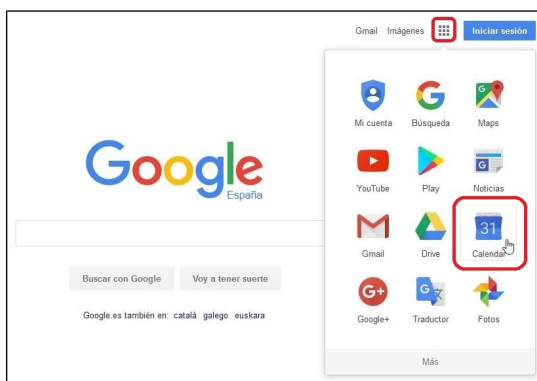 Gmail Imágenes Iniciar sesión
Google
España
Buscar con Google Voy a tener suerte
Google.es también en: català galego euskara
Mi cuenta Búsqueda Maps
G
YouTube Play Noticias
31
Gmail Drive Calendar
G+ G 文
Google+ Traductor Fotos
Más